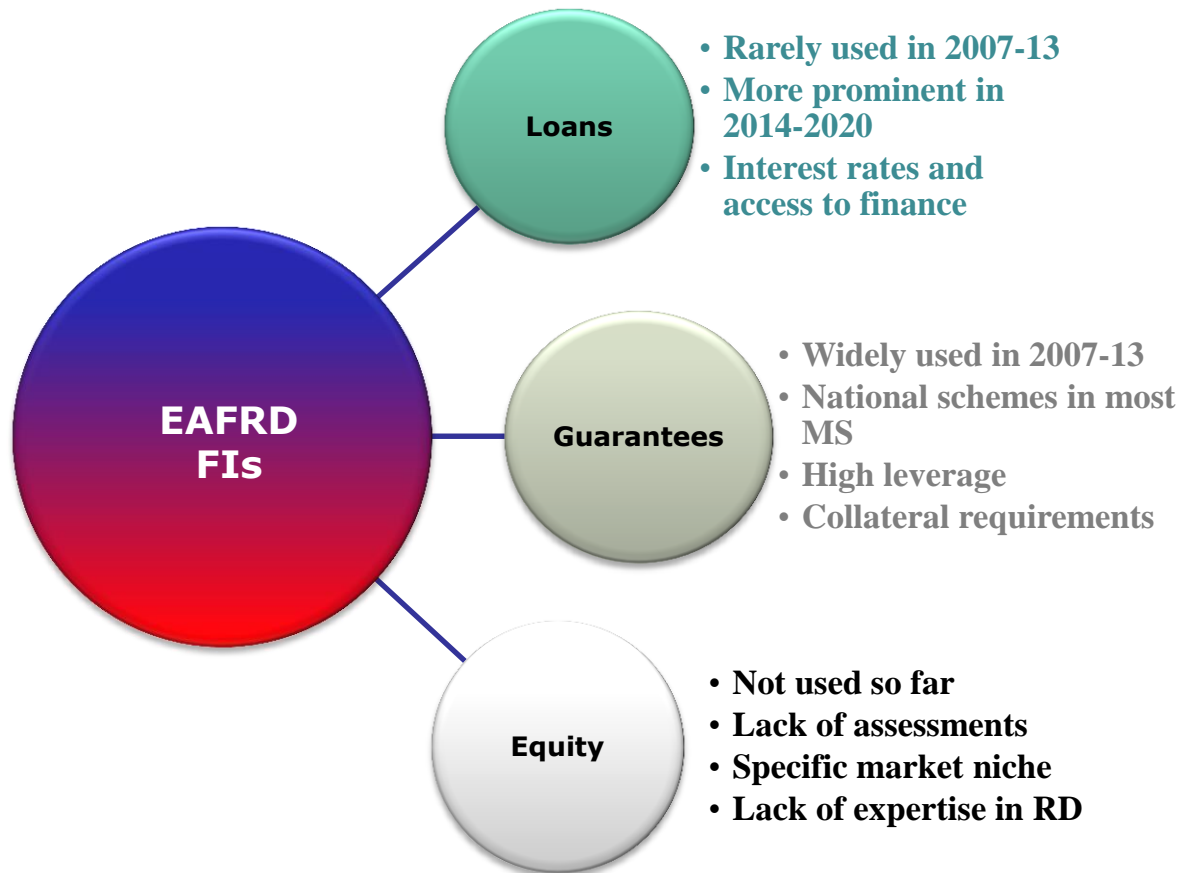 EAFRD
FIs
Loans
• Rarely used in 2007-13
• More prominent in
2014-2020
• Interest rates and
access to finance
Guarantees
• Widely used in 2007-13
• National schemes in most
MS
• High leverage
• Collateral requirements
Equity
• Not used so far
• Lack of assessments
• Specific market niche
• Lack of expertise in RD